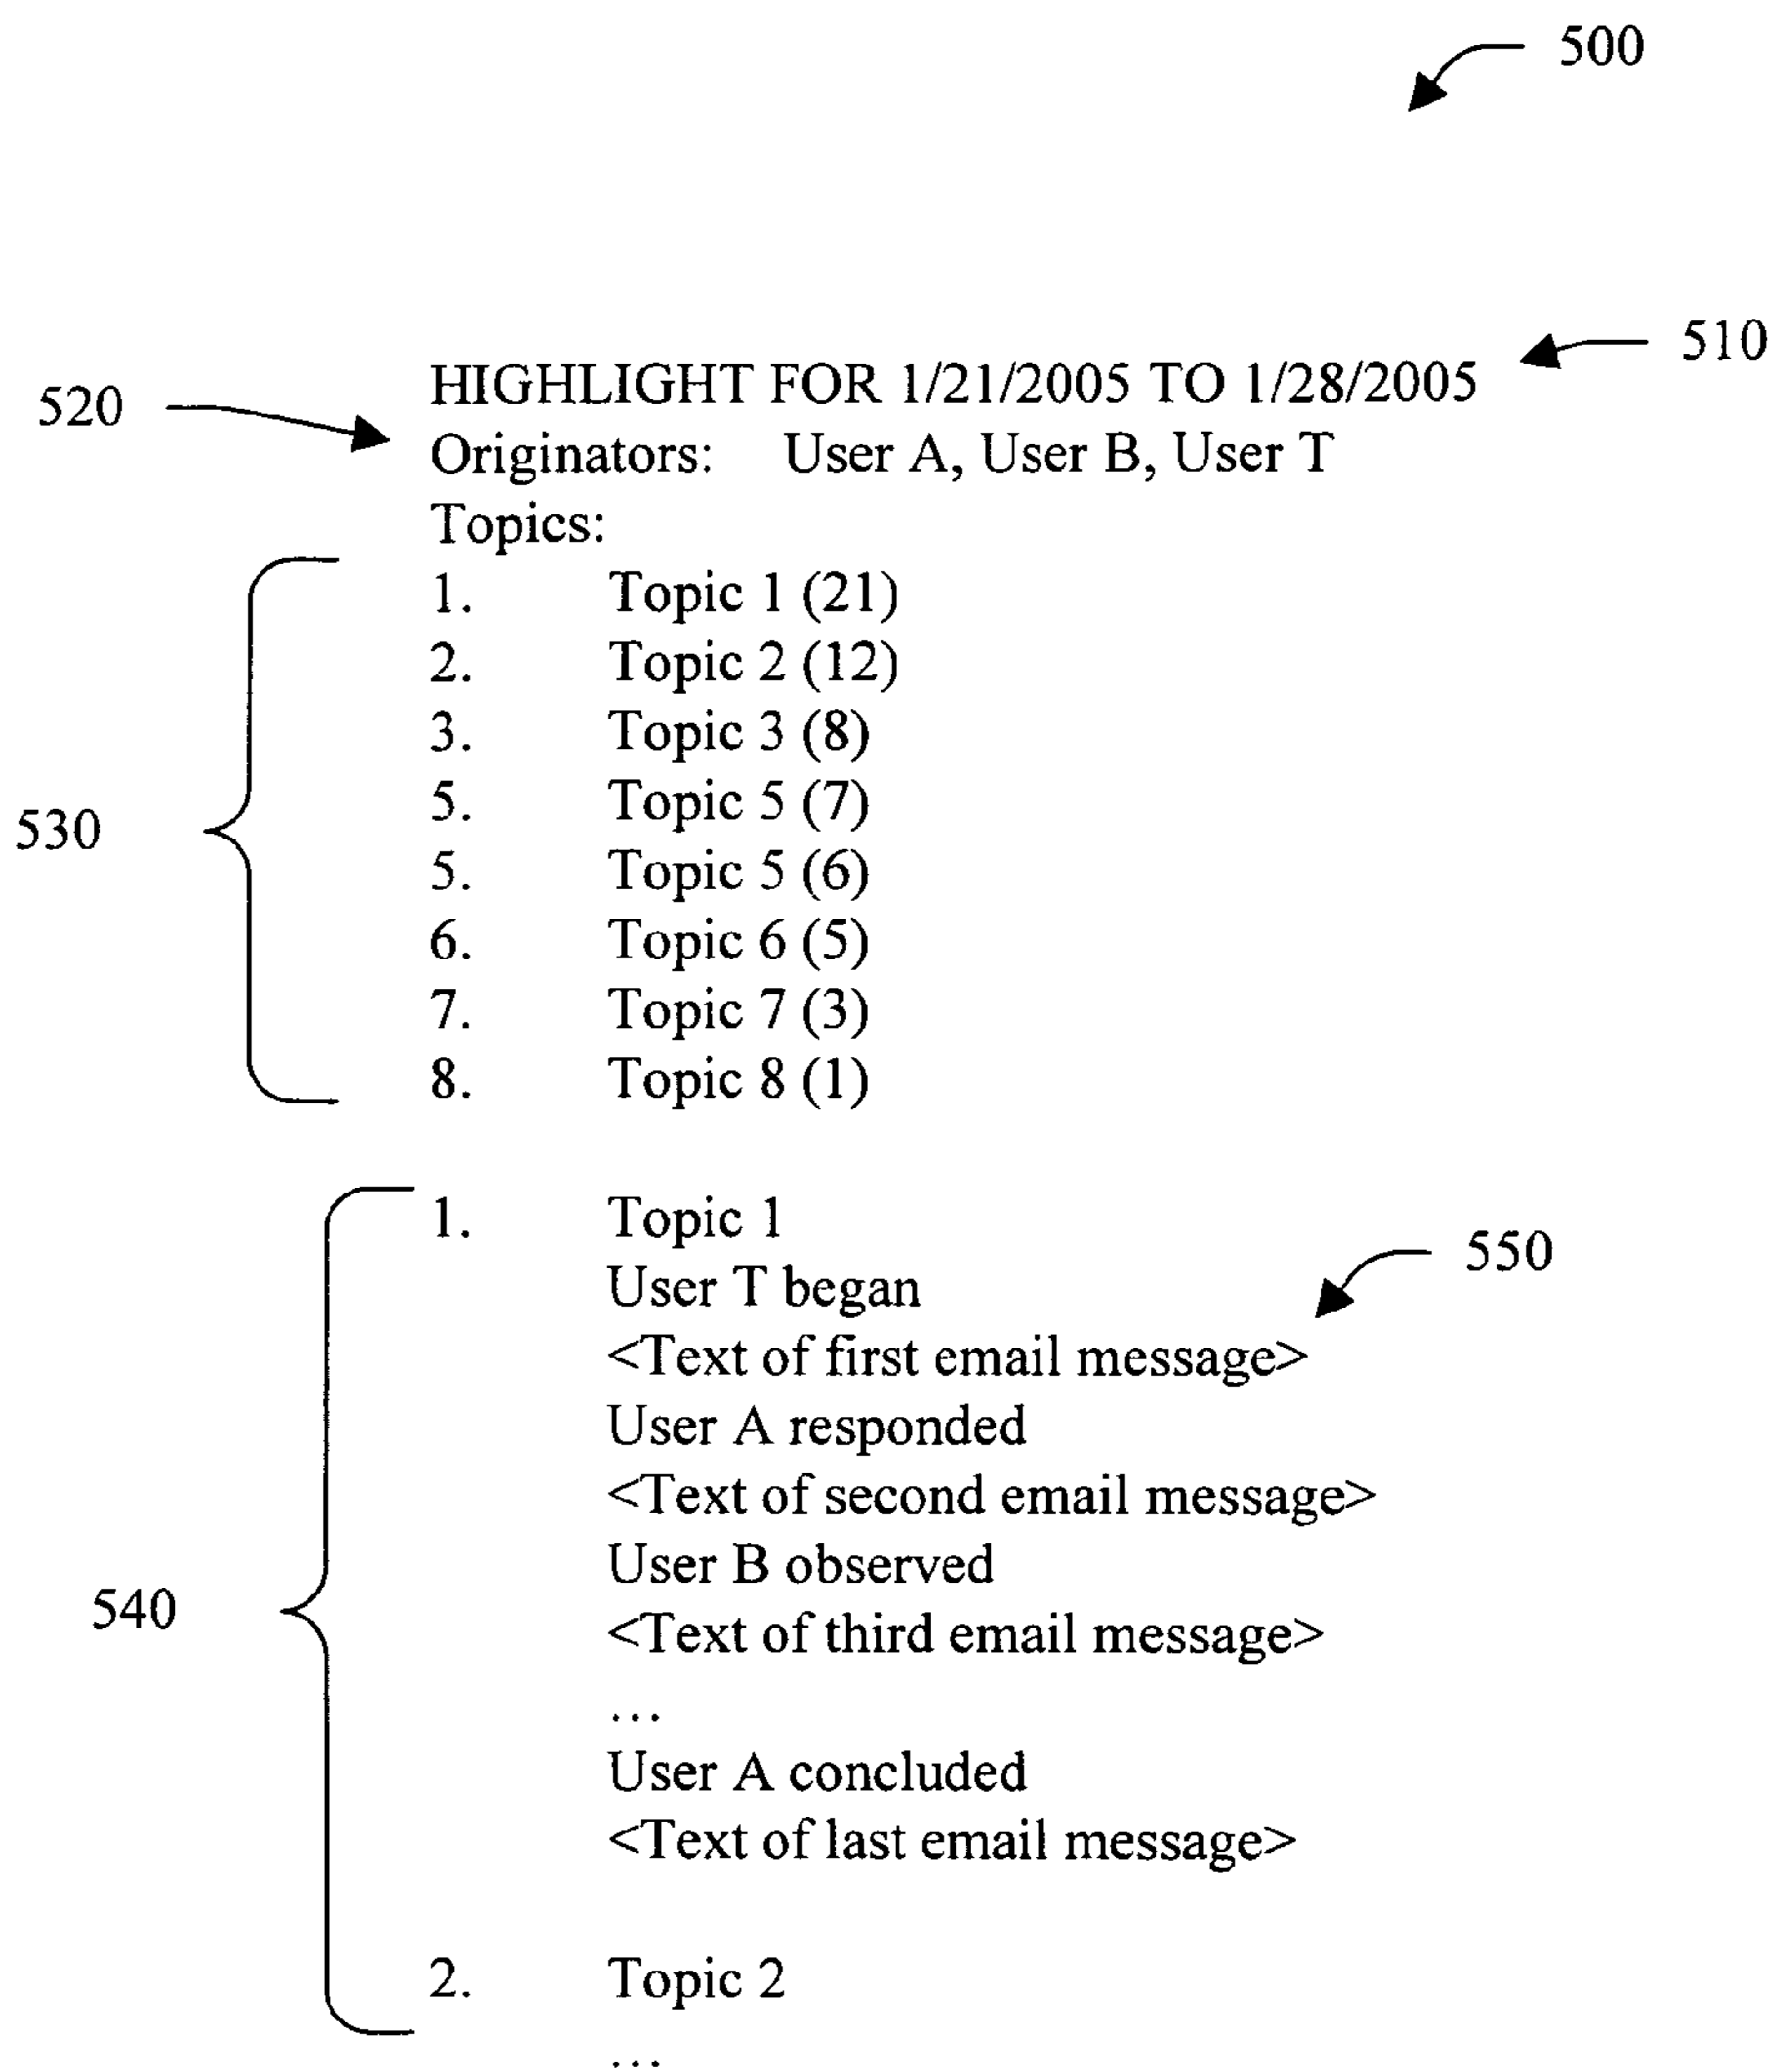 500
510
HIGHLIGHT FOR 1/21/2005 TO 1/28/2005
520
Originators: User A, User B, User T
Topics:
1. Topic 1 (21)
2. Topic 2 (12)
3. Topic 3 (8)
5. Topic 5 (7)
530
5. Topic 5 (6)
6. Topic 6 (5)
7. Topic 7 (3)
8. Topic 8 (1)
1. Topic 1
550
User T began
<Text of first email message>
User A responded
<Text of second email message>
User B observed
540
<Text of third email message>
...
User A concluded
<Text of last email message>
2. Topic 2
...